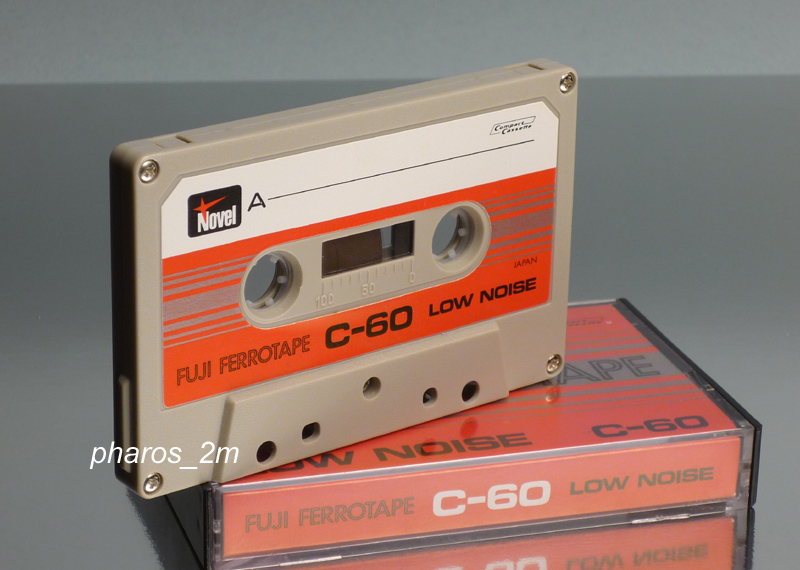 Compact
Cassette
Novel
A
JAPAN
100 50 0
FUJI FERROTAPE C-60 LOW NOISE
APE
LOW NOISE C-60
FUJI FERROTAPE C-60 LOW NOISE
pharos_2m